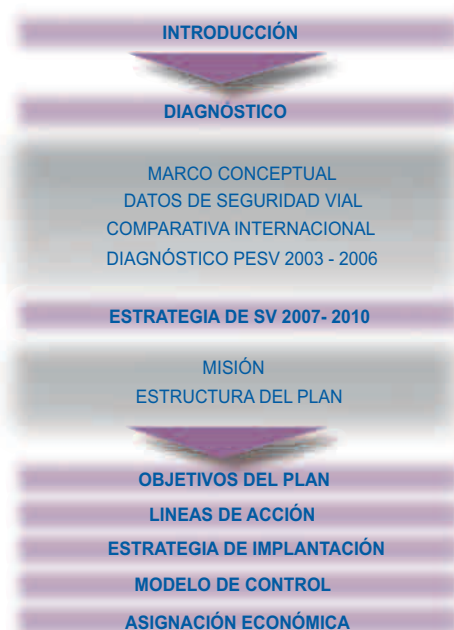 INTRODUCCIÓN
DIAGNÓSTICO
MARCO CONCEPTUAL
DATOS DE SEGURIDAD VIAL
COMPARATIVA INTERNACIONAL
DIAGNÓSTICO PESV 2003 - 2006
ESTRATEGIA DE SV 2007- 2010
MISIÓN
ESTRUCTURA DEL PLAN
OBJETIVOS DEL PLAN
LINEAS DE ACCIÓN
ESTRATEGIA DE IMPLANTACIÓN
MODELO DE CONTROL
ASIGNACIÓN ECONÓMICA